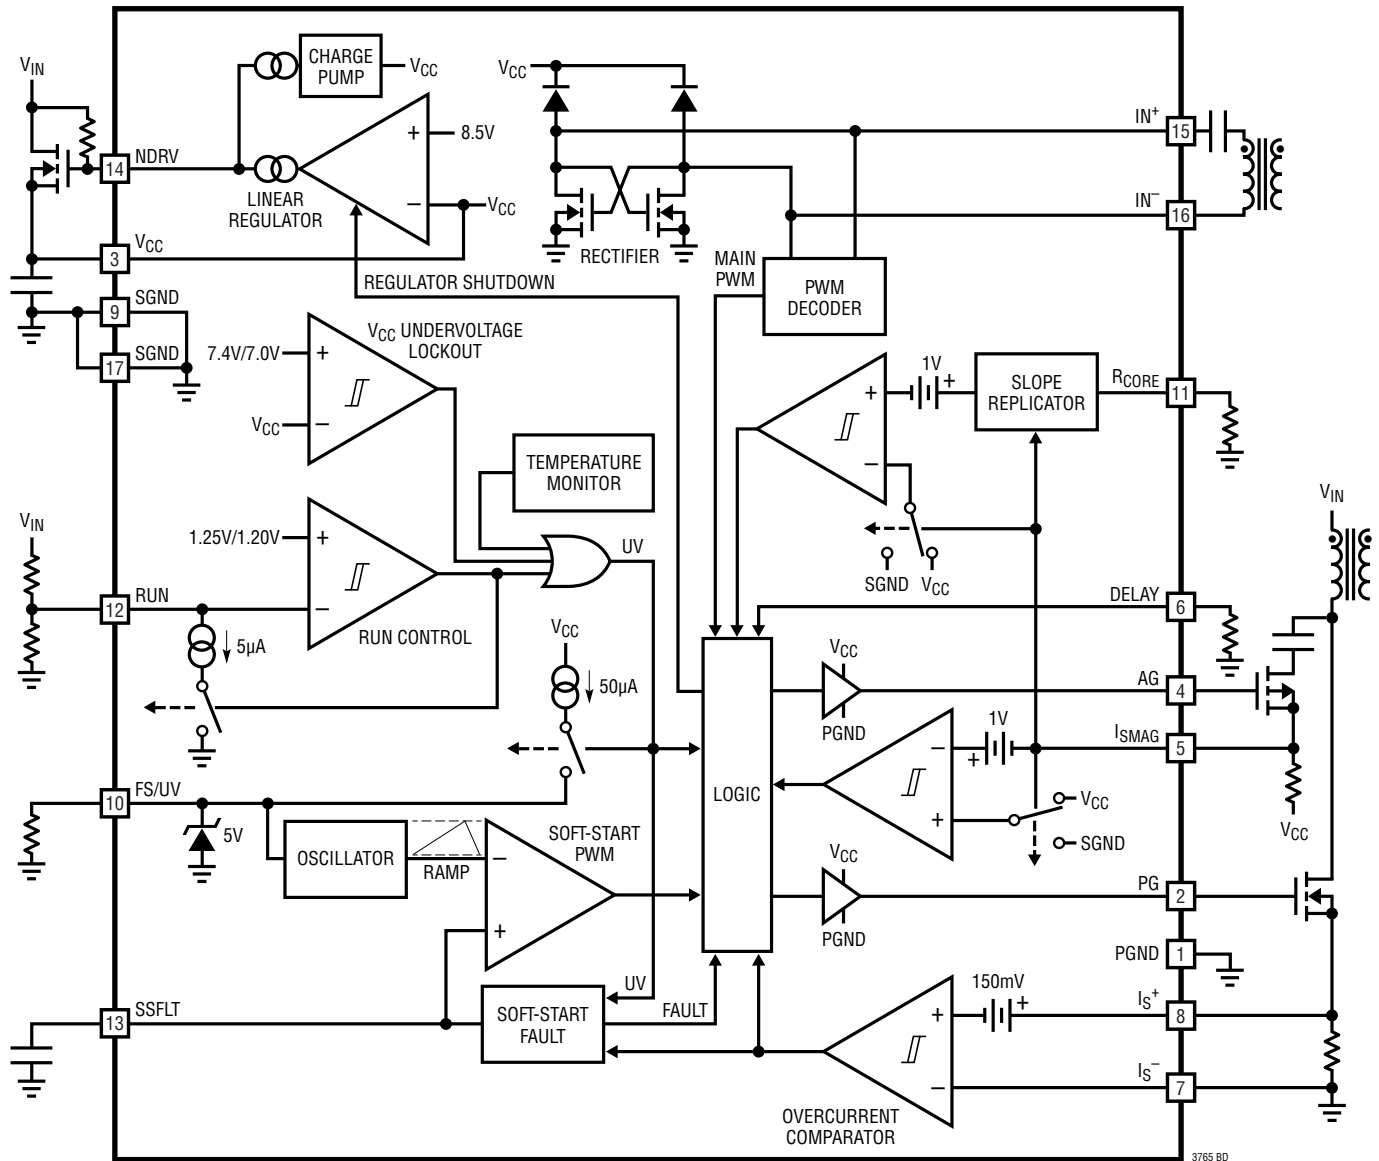 VIN
CHARGE
PUMP
VCC
8.5V
+
−
VCC
14
NDRV
LINEAR
REGULATOR
VCC
3
REGULATOR SHUTDOWN
SGND
9
SGND
17
VCC
RECTIFIER
IN+
15
IN−
16
MAIN
PWM
PWM
DECODER
VCC UNDERVOLTAGE
LOCKOUT
7.4V/7.0V
+
VCC
−
1V
+
+
−
SLOPE
REPLICATOR
RCORE
11
TEMPERATURE
MONITOR
SGND
VCC
VIN
1.25V/1.20V
+
−
RUN CONTROL
12
RUN
5µA
UV
VCC
50µA
DELAY
6
VIN
VCC
PGND
AG
4
1V
+
−
+
ISMAG
5
VCC
SGND
VCC
LOGIC
10
FS/UV
5V
OSCILLATOR
RAMP
SOFT-START
PWM
−
+
VCC
PGND
PG
2
PGND
1
UV
13
SSFLT
SOFT-START
FAULT
FAULT
150mV
+
+
−
IS+
8
IS−
7
OVERCURRENT
COMPARATOR
3765 BD